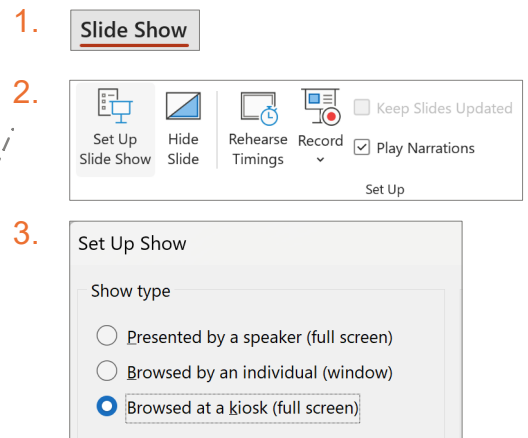 1.
Slide Show
2.
Set Up
Slide Show
Hide
Slide
Rehearse
Timings
Record
Keep Slides Updated
Play Narrations
Set Up
3.
Set Up Show
Show type
Presented by a speaker (full screen)
Browsed by an individual (window)
Browsed at a kiosk (full screen)